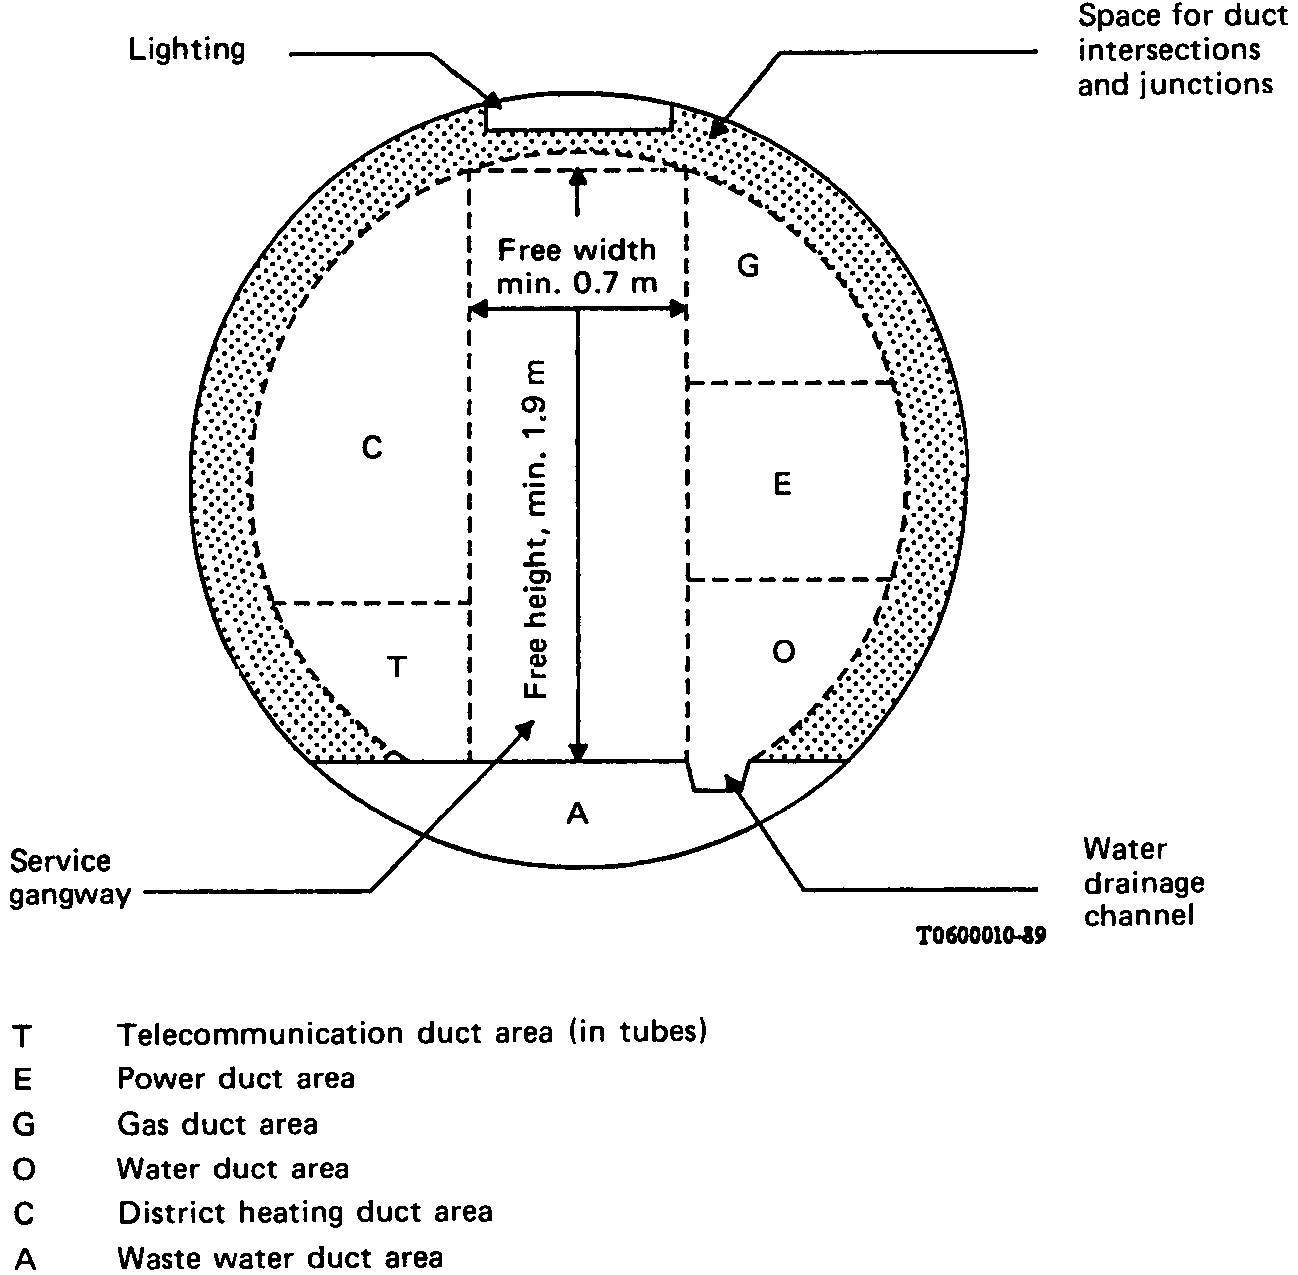 Lighting
Space for duct
intersections
and junctions
Free width
min. 0.7 m
G
Free height, min. 1.9 m
C
E
T
O
A
Service
gangway
Water
drainage
channel
T0600010-89
T Telecommunication duct area (in tubes)
E Power duct area
G Gas duct area
O Water duct area
C District heating duct area
A Waste water duct area